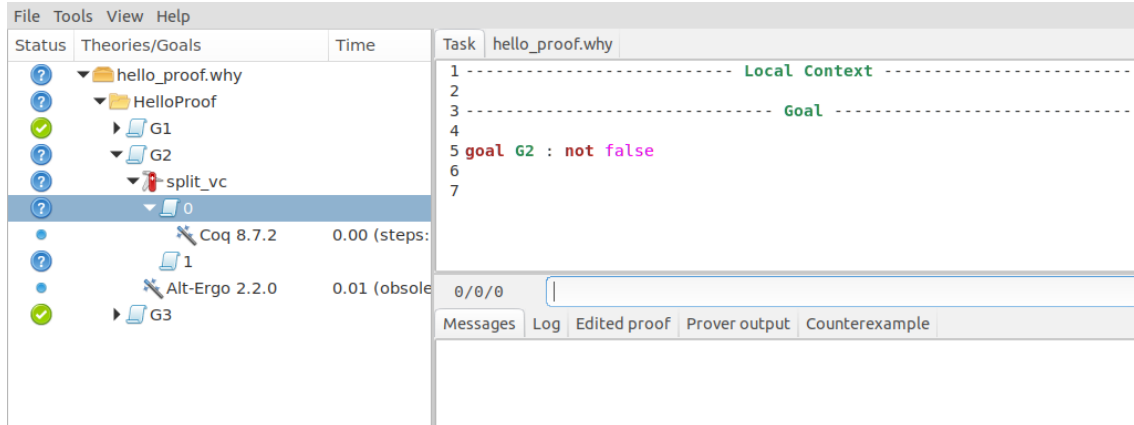 File Tools View Help
Status Theories/Goals Time
hello_proof.why
HelloProof
G1
G2
split_vc
0
Coq 8.7.2 0.00 (steps:
1
Alt-Ergo 2.2.0 0.01 (obsole
G3
Task hello_proof.why
1 --------------------------- Local Context -------------------------
2
3 ------------------------------- Goal ------------------------------
4
5 goal G2 : not false
6
7
0/0/0
Messages Log Edited proof Prover output Counterexample